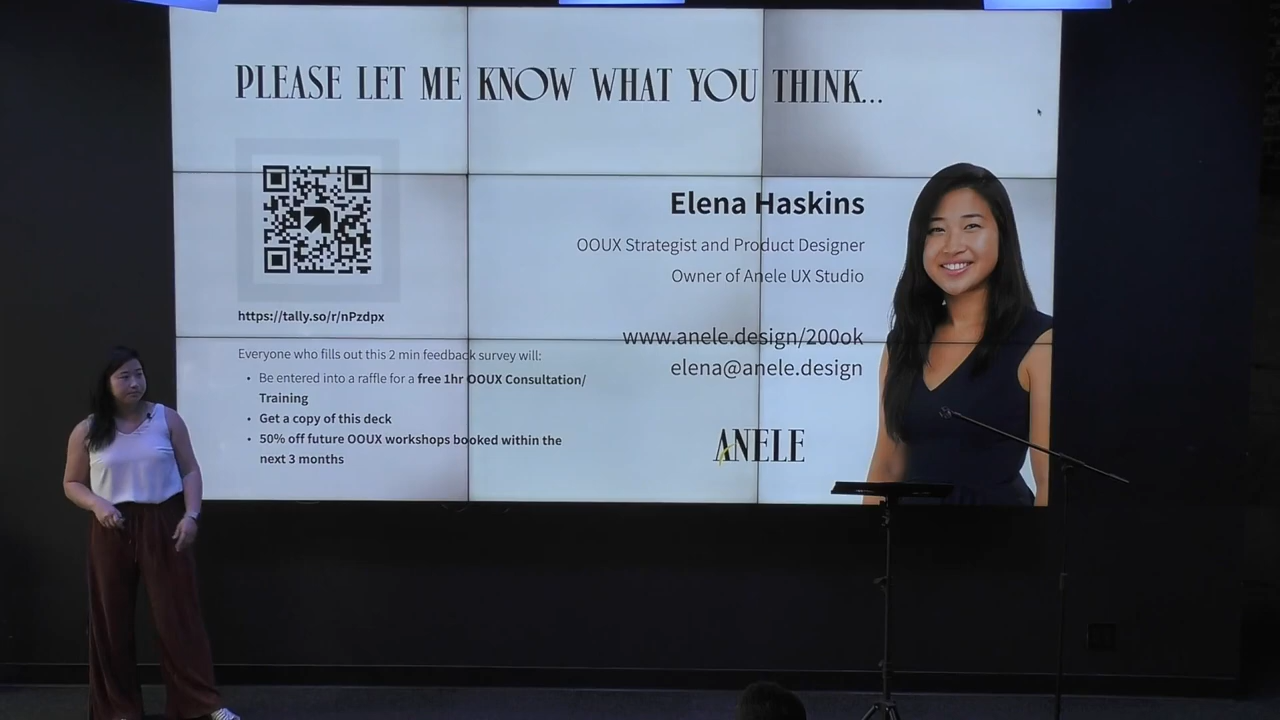 PLEASE LET ME KNOW WHAT YOU THINK...
https://tally.so/r/nPzdpx
Everyone who fills out this 2 min feedback survey will:
• Be entered into a raffle for a free 1hr OOUX Consultation/
Training
• Get a copy of this deck
• 50% off future OOUX workshops booked within the
next 3 months
Elena Haskins
OOUX Strategist and Product Designer
Owner of Anele UX Studio
www.anele.design/200ok
elena@anele.design
ANELE